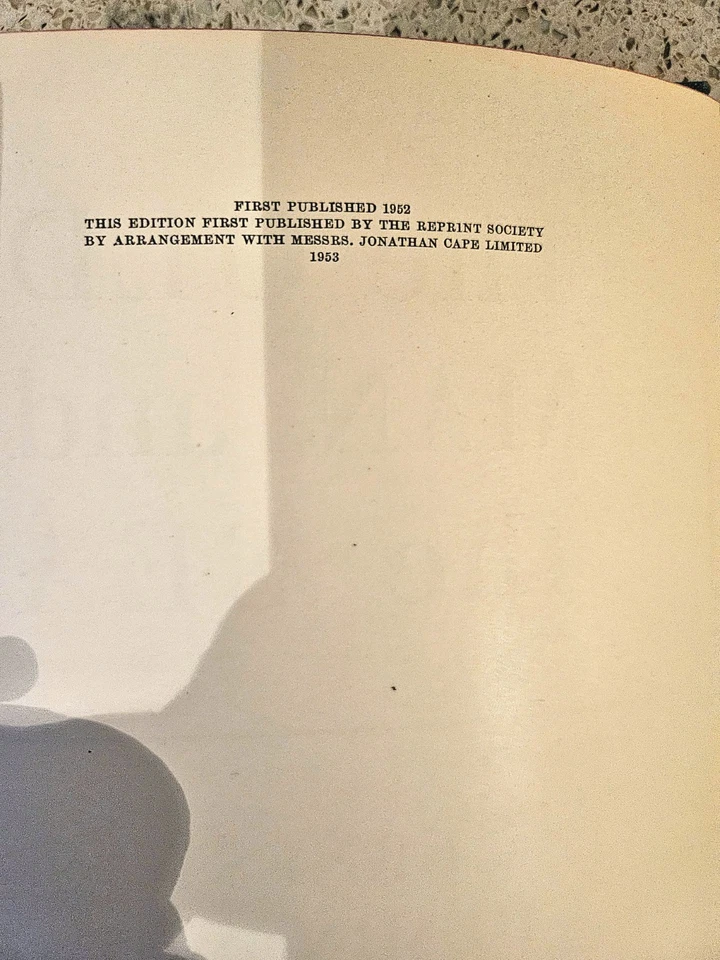 FIRST PUBLISHED 1952
THIS EDITION FIRST PUBLISHED BY THE REPRINT SOCIETY
BY ARRANGEMENT WITH MESSRS. JONATHAN CAPE LIMITED
1953